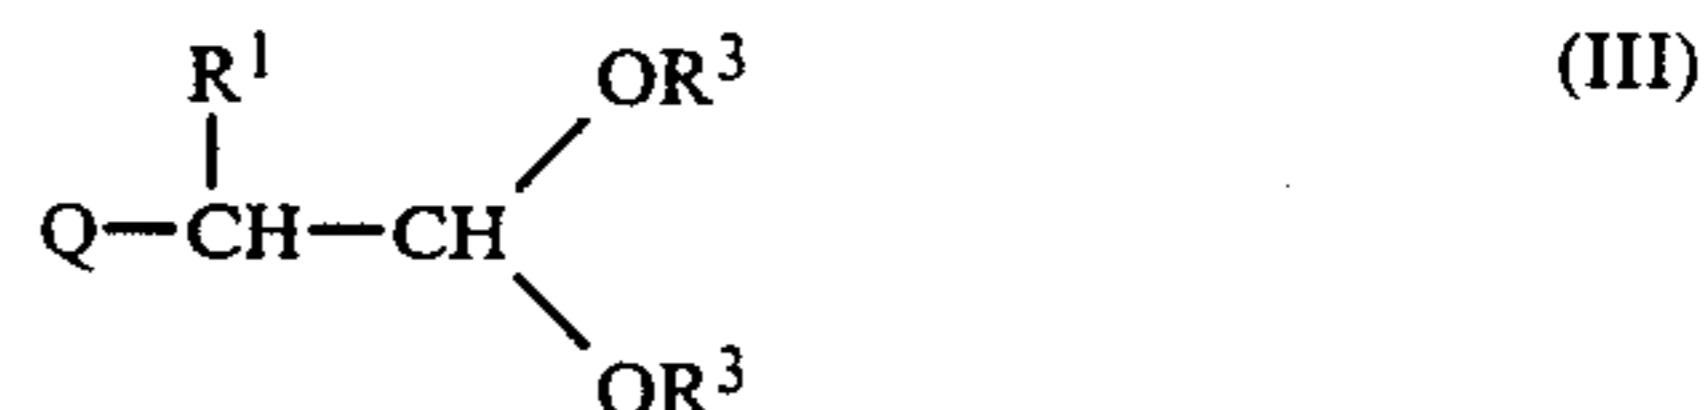 R¹ OR³ (III)
Q—CH—CH
OR³